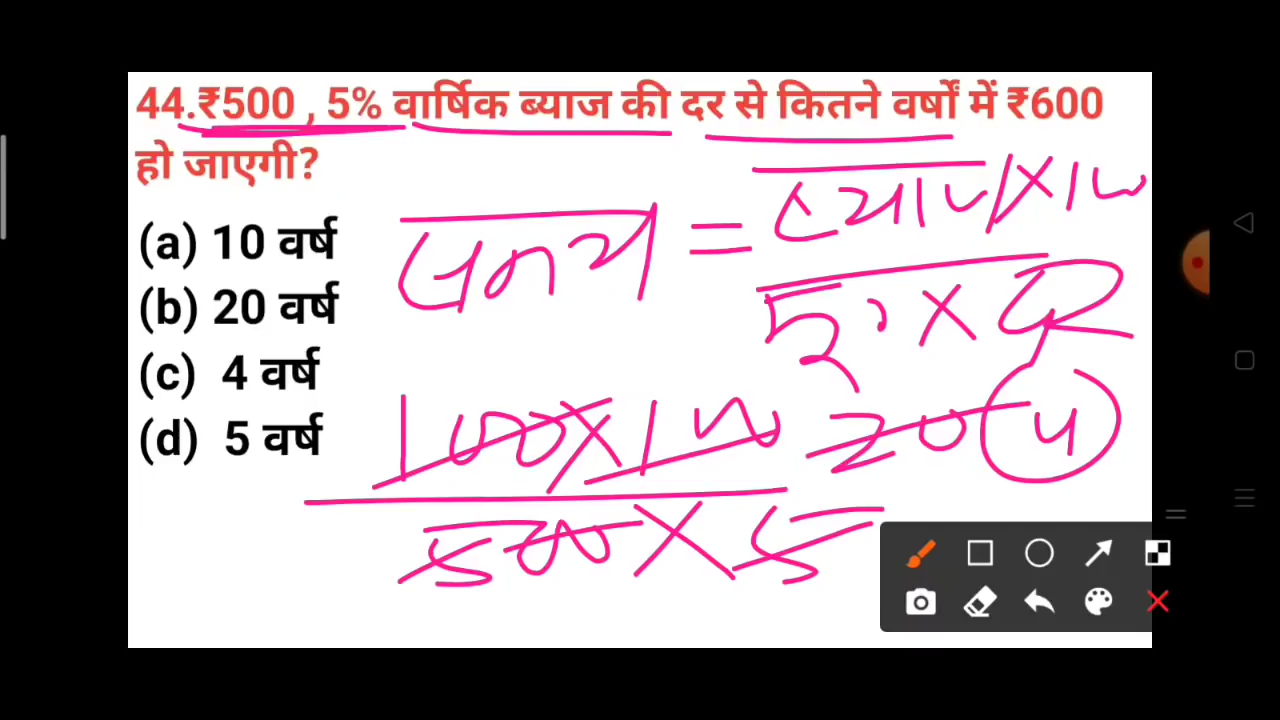 44.₹500 , 5% वार्षिक ब्याज की दर से कितने वर्षों में ₹600
हो जाएगी?
(a) 10 वर्ष
(b) 20 वर्ष
(c) 4 वर्ष
(d) 5 वर्ष
समय = ब्याज × 100
मू० × दर
100 × 100 20 4
500 × 5